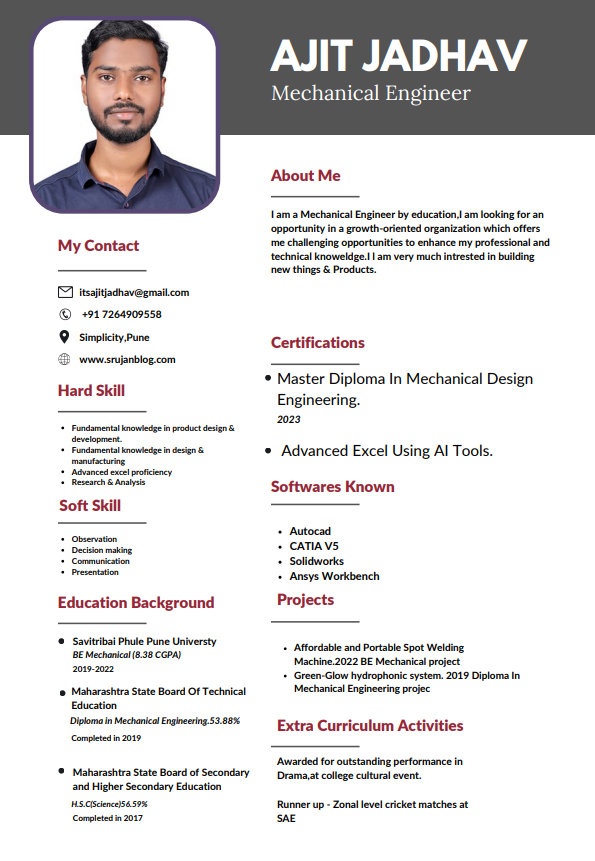 AJIT JADHAV
Mechanical Engineer
My Contact
itsajitjadhav@gmail.com
+91 7264909558
Simplicity,Pune
www.srujanblog.com
Hard Skill
Fundamental knowledge in product design &
development.
Fundamental knowledge in design &
manufacturing
Advanced excel proficiency
Research & Analysis
Soft Skill
Observation
Decision making
Communication
Presentation
Education Background
Savitribai Phule Pune Universty
BE Mechanical (8.38 CGPA)
2019-2022
Maharashtra State Board Of Technical
Education
Diploma in Mechanical Engineering.53.88%
Completed in 2019
Maharashtra State Board of Secondary
and Higher Secondary Education
H.S.C(Science)56.59%
Completed in 2017
About Me
I am a Mechanical Engineer by education,I am looking for an
opportunity in a growth-oriented organization which offers
me challenging opportunities to enhance my professional and
technical knoweldge.I I am very much intrested in building
new things & Products.
Certifications
Master Diploma In Mechanical Design
Engineering.
2023
Advanced Excel Using AI Tools.
Softwares Known
Autocad
CATIA V5
Solidworks
Ansys Workbench
Projects
Affordable and Portable Spot Welding
Machine.2022 BE Mechanical project
Green-Glow hydrophonic system. 2019 Diploma In
Mechanical Engineering projec
Extra Curriculum Activities
Awarded for outstanding performance in
Drama,at college cultural event.
Runner up - Zonal level cricket matches at
SAE